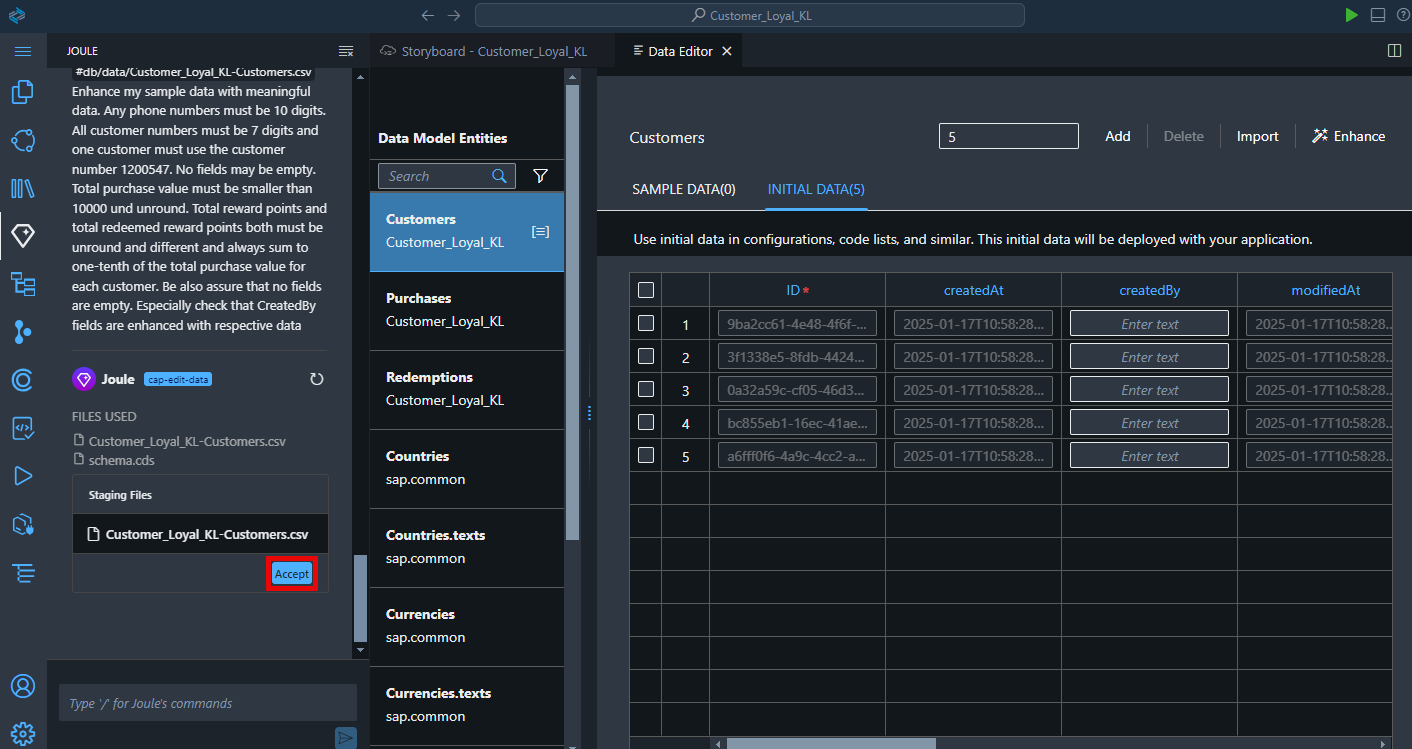 Customer_Loyal_KL
JOULE
#db/data/Customer_Loyal_KL-Customers.csv
Enhance my sample data with meaningful
data. Any phone numbers must be 10 digits.
All customer numbers must be 7 digits and
one customer must use the customer
number 1200547. No fields may be empty.
Total purchase value must be smaller than
10000 und unround. Total reward points and
total redeemed reward points both must be
unround and different and always sum to
one-tenth of the total purchase value for
each customer. Be also assure that no fields
are empty. Especially check that CreatedBy
fields are enhanced with respective data
Joule cap-edit-data
FILES USED
Customer_Loyal_KL-Customers.csv
schema.cds
Staging Files
Customer_Loyal_KL-Customers.csv
Accept
Type '/' for Joule's commands
Storyboard - Customer_Loyal_KL
Data Editor
Data Model Entities
Search
Customers
Customer_Loyal_KL
Purchases
Customer_Loyal_KL
Redemptions
Customer_Loyal_KL
Countries
sap.common
Countries.texts
sap.common
Currencies
sap.common
Currencies.texts
sap.common
Customers
5 Add Delete Import Enhance
SAMPLE DATA(0) INITIAL DATA(5)
Use initial data in configurations, code lists, and similar. This initial data will be deployed with your application.
ID* createdAt createdBy modifiedAt
1 9ba2cc61-4e48-4f6f-... 2025-01-17T10:58:28... Enter text 2025-01-17T10:58:28...
2 3f1338e5-8fdb-4424... 2025-01-17T10:58:28... Enter text 2025-01-17T10:58:28...
3 0a32a59c-cf05-46d3... 2025-01-17T10:58:28... Enter text 2025-01-17T10:58:28...
4 bc855eb1-16ec-41ae... 2025-01-17T10:58:28... Enter text 2025-01-17T10:58:28...
5 a6fff0f6-4a9c-4cc2-a... 2025-01-17T10:58:28... Enter text 2025-01-17T10:58:28...